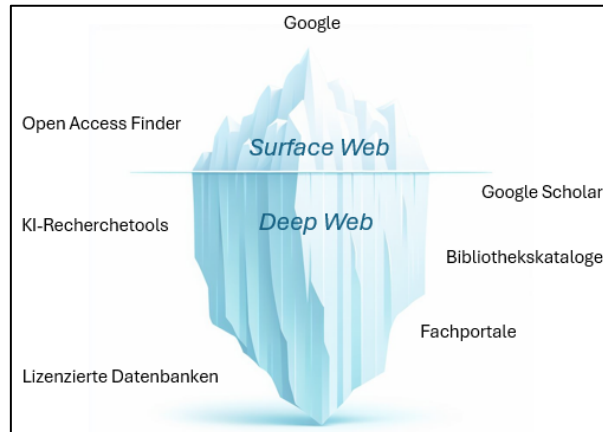 Google
Open Access Finder
Surface Web
Google Scholar
KI-Recherchetools
Deep Web
Bibliothekskataloge
Fachportale
Lizenzierte Datenbanken